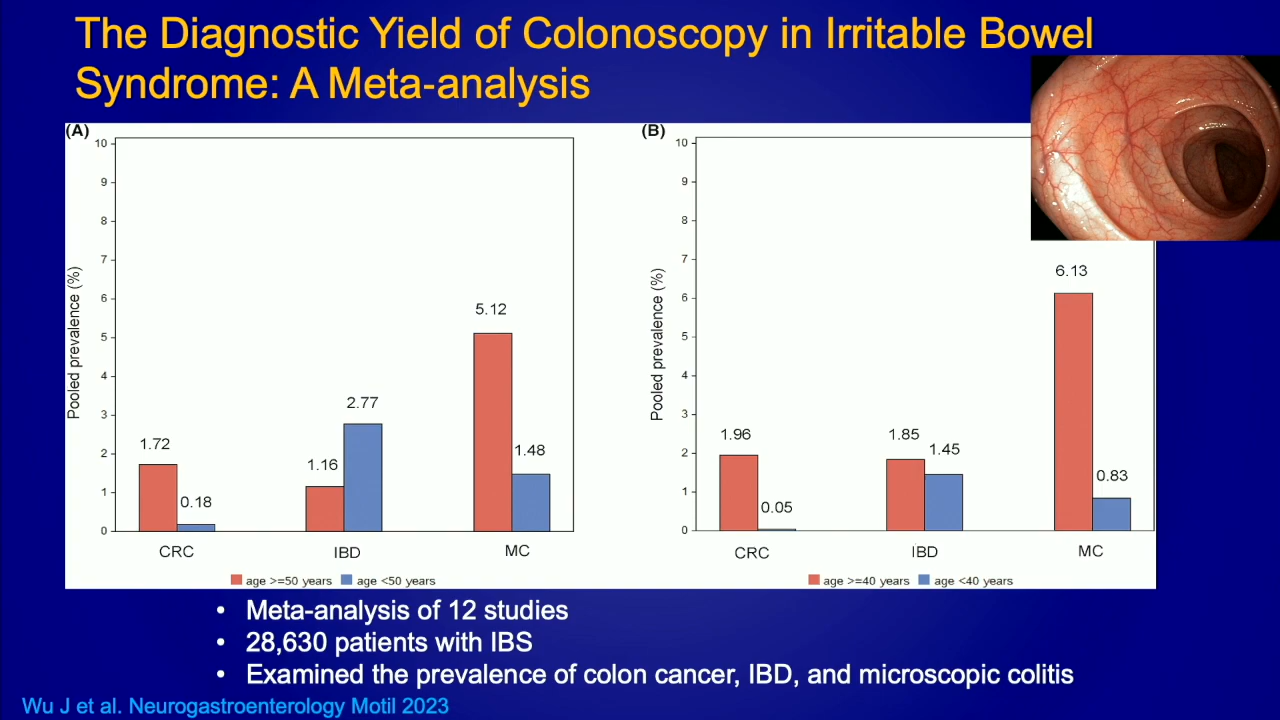 The Diagnostic Yield of Colonoscopy in Irritable Bowel
Syndrome: A Meta-analysis
(A)
10
9
8
7
6
5
4
3
2
1
0
Pooled prevalence (%)
1.72
0.18
1.16
2.77
5.12
1.48
CRC
IBD
MC
age >=50 years
age <50 years
(B)
10
9
8
7
6
5
4
3
2
1
0
Pooled prevalence (%)
1.96
0.05
1.85
1.45
6.13
0.83
CRC
IBD
MC
age >=40 years
age <40 years
• Meta-analysis of 12 studies
• 28,630 patients with IBS
• Examined the prevalence of colon cancer, IBD, and microscopic colitis
Wu J et al. Neurogastroenterology Motil 2023